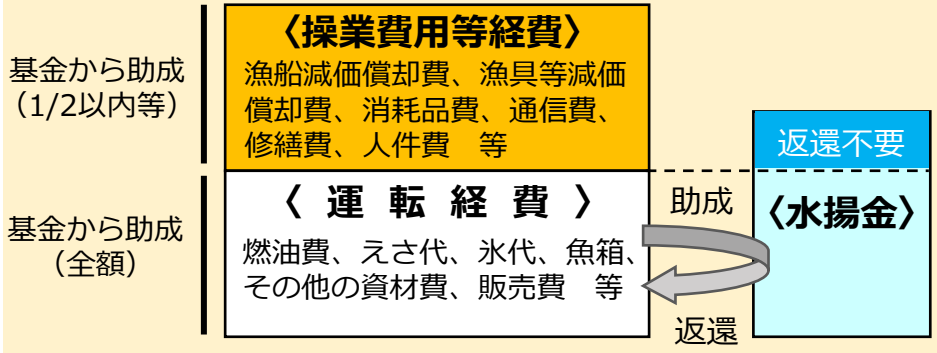 基金から助成
（1/2以内等）
〈操業費用等経費〉
漁船減価償却費、漁具等減価
償却費、消耗品費、通信費、
修繕費、人件費　等
返還不要
基金から助成
（全額）
〈 運 転 経 費 〉
燃油費、えさ代、氷代、魚箱、
その他の資材費、販売費　等
助成
返還
〈水揚金〉